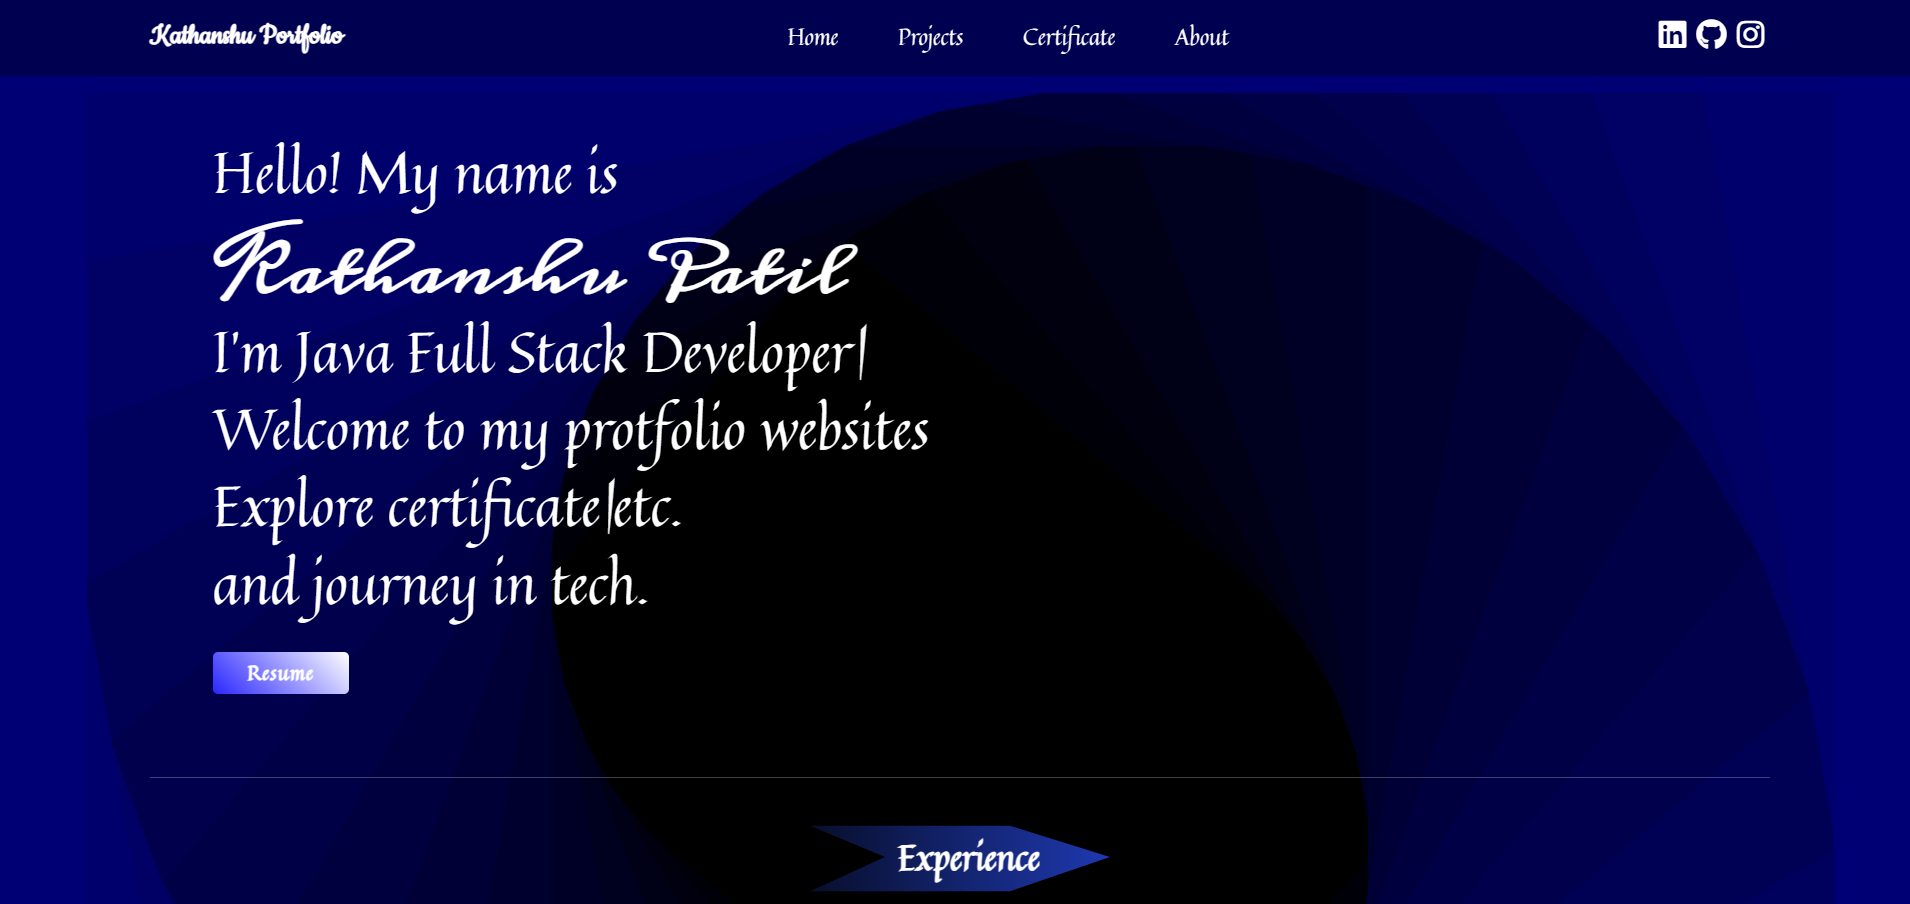 Kathanshu Portfolio
Home Projects Certificate About
Hello! My name is
Kathanshu Patil
I'm Java Full Stack Developer|
Welcome to my protfolio websites
Explore certificate|etc.
and journey in tech.
Resume
Experience